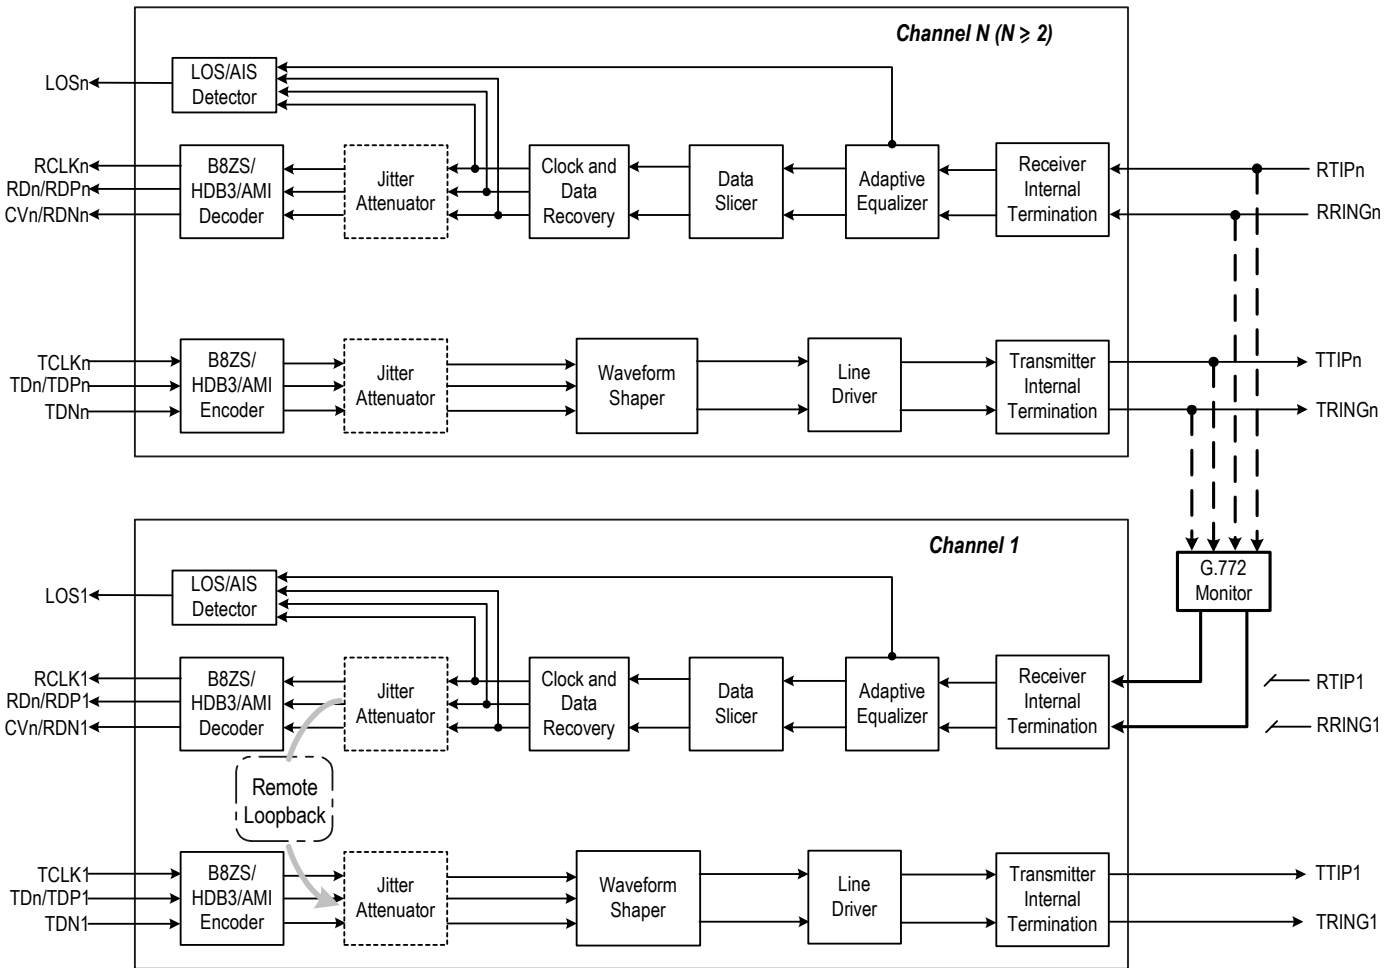 Channel N (N ⩾ 2)
LOSn
LOS/AIS
Detector
RCLKn
RDn/RDPn
CVn/RDNn
B8ZS/
HDB3/AMI
Decoder
Jitter
Attenuator
Clock and
Data
Recovery
Data
Slicer
Adaptive
Equalizer
Receiver
Internal
Termination
RTIPn
RRINGn
TCLKn
TDn/TDPn
TDNn
B8ZS/
HDB3/AMI
Encoder
Jitter
Attenuator
Waveform
Shaper
Line
Driver
Transmitter
Internal
Termination
TTIPn
TRINGn
Channel 1
G.772
Monitor
LOS1
LOS/AIS
Detector
RCLK1
RDn/RDP1
CVn/RDN1
B8ZS/
HDB3/AMI
Decoder
Jitter
Attenuator
Clock and
Data
Recovery
Data
Slicer
Adaptive
Equalizer
Receiver
Internal
Termination
RTIP1
RRING1
Remote
Loopback
TCLK1
TDn/TDP1
TDN1
B8ZS/
HDB3/AMI
Encoder
Jitter
Attenuator
Waveform
Shaper
Line
Driver
Transmitter
Internal
Termination
TTIP1
TRING1